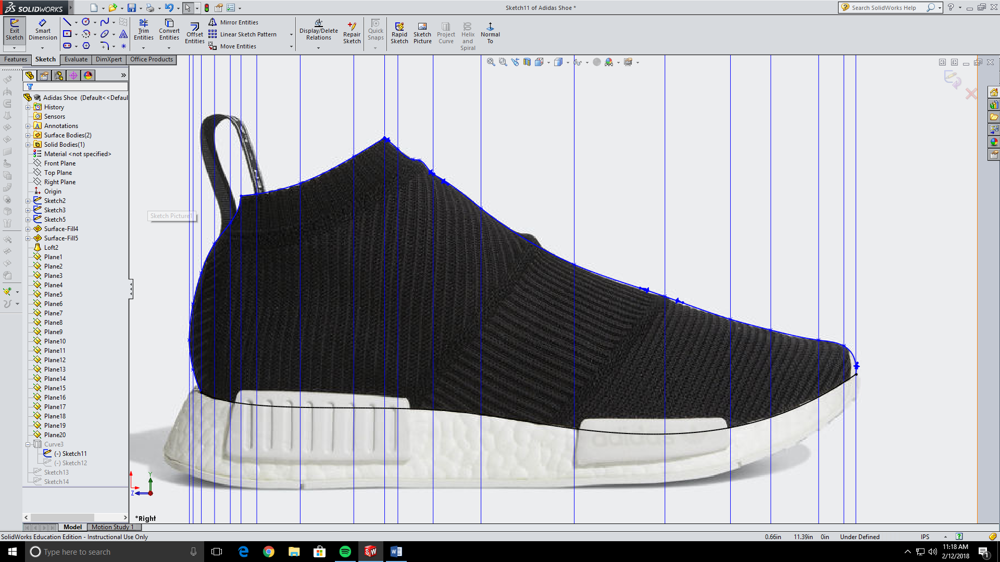 SOLIDWORKS
Sketch11 of Adidas Shoe *
Search SolidWorks Help
Exit Sketch
Smart Dimension
Trim Entities
Convert Entities
Offset Entities
Mirror Entities
Linear Sketch Pattern
Move Entities
Display/Delete Relations
Repair Sketch
Quick Snaps
Rapid Sketch
Sketch Picture
Project Curve
Helix and Spiral
Normal To
Features
Sketch
Evaluate
DimXpert
Office Products
Adidas Shoe (Default<<Defaul
History
Sensors
Annotations
Surface Bodies(2)
Solid Bodies(1)
Material <not specified>
Front Plane
Top Plane
Right Plane
Origin
Sketch2
Sketch3
Sketch5
Surface-Fill4
Surface-Fill5
Loft2
Plane1
Plane2
Plane3
Plane4
Plane5
Plane6
Plane7
Plane8
Plane9
Plane10
Plane11
Plane12
Plane13
Plane14
Plane15
Plane16
Plane17
Plane18
Plane19
Plane20
Curve3
(-) Sketch11
(-) Sketch12
Sketch13
Sketch14
Sketch Picture1
adidas
Y
Z
*Right
Model
Motion Study 1
SolidWorks Education Edition - Instructional Use Only
0.66in
11.39in
0in
Under Defined
IPS
Type here to search
11:18 AM
2/12/2018
1